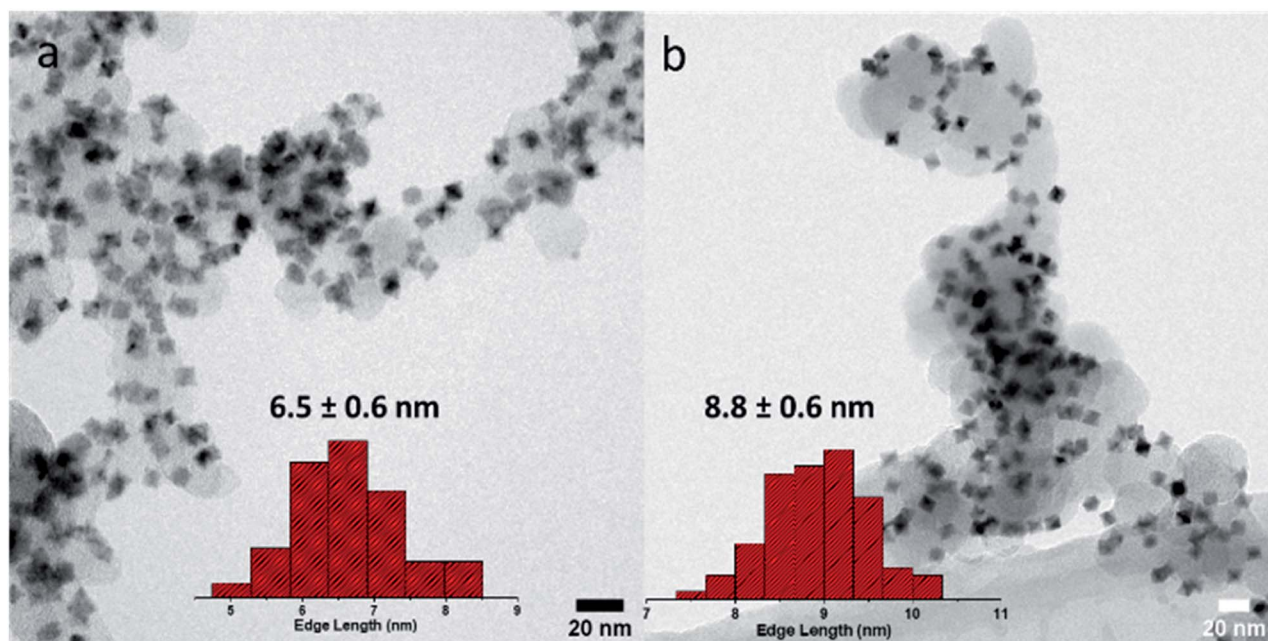 a
6.5 ± 0.6 nm
5 6 7 8 9
Edge Length (nm)
20 nm
b
8.8 ± 0.6 nm
7 8 9 10 11
Edge Length (nm)
20 nm